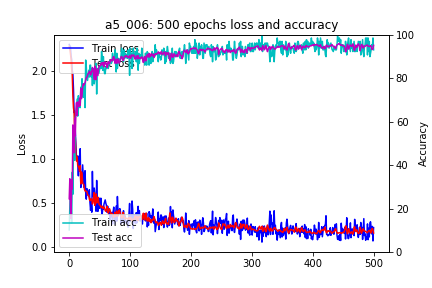 a5_006: 500 epochs loss and accuracy
Train loss
Test loss
Train acc
Test acc
2.0
1.5
1.0
0.5
0.0
Loss
100
80
60
40
20
0
Accuracy
0 100 200 300 400 500